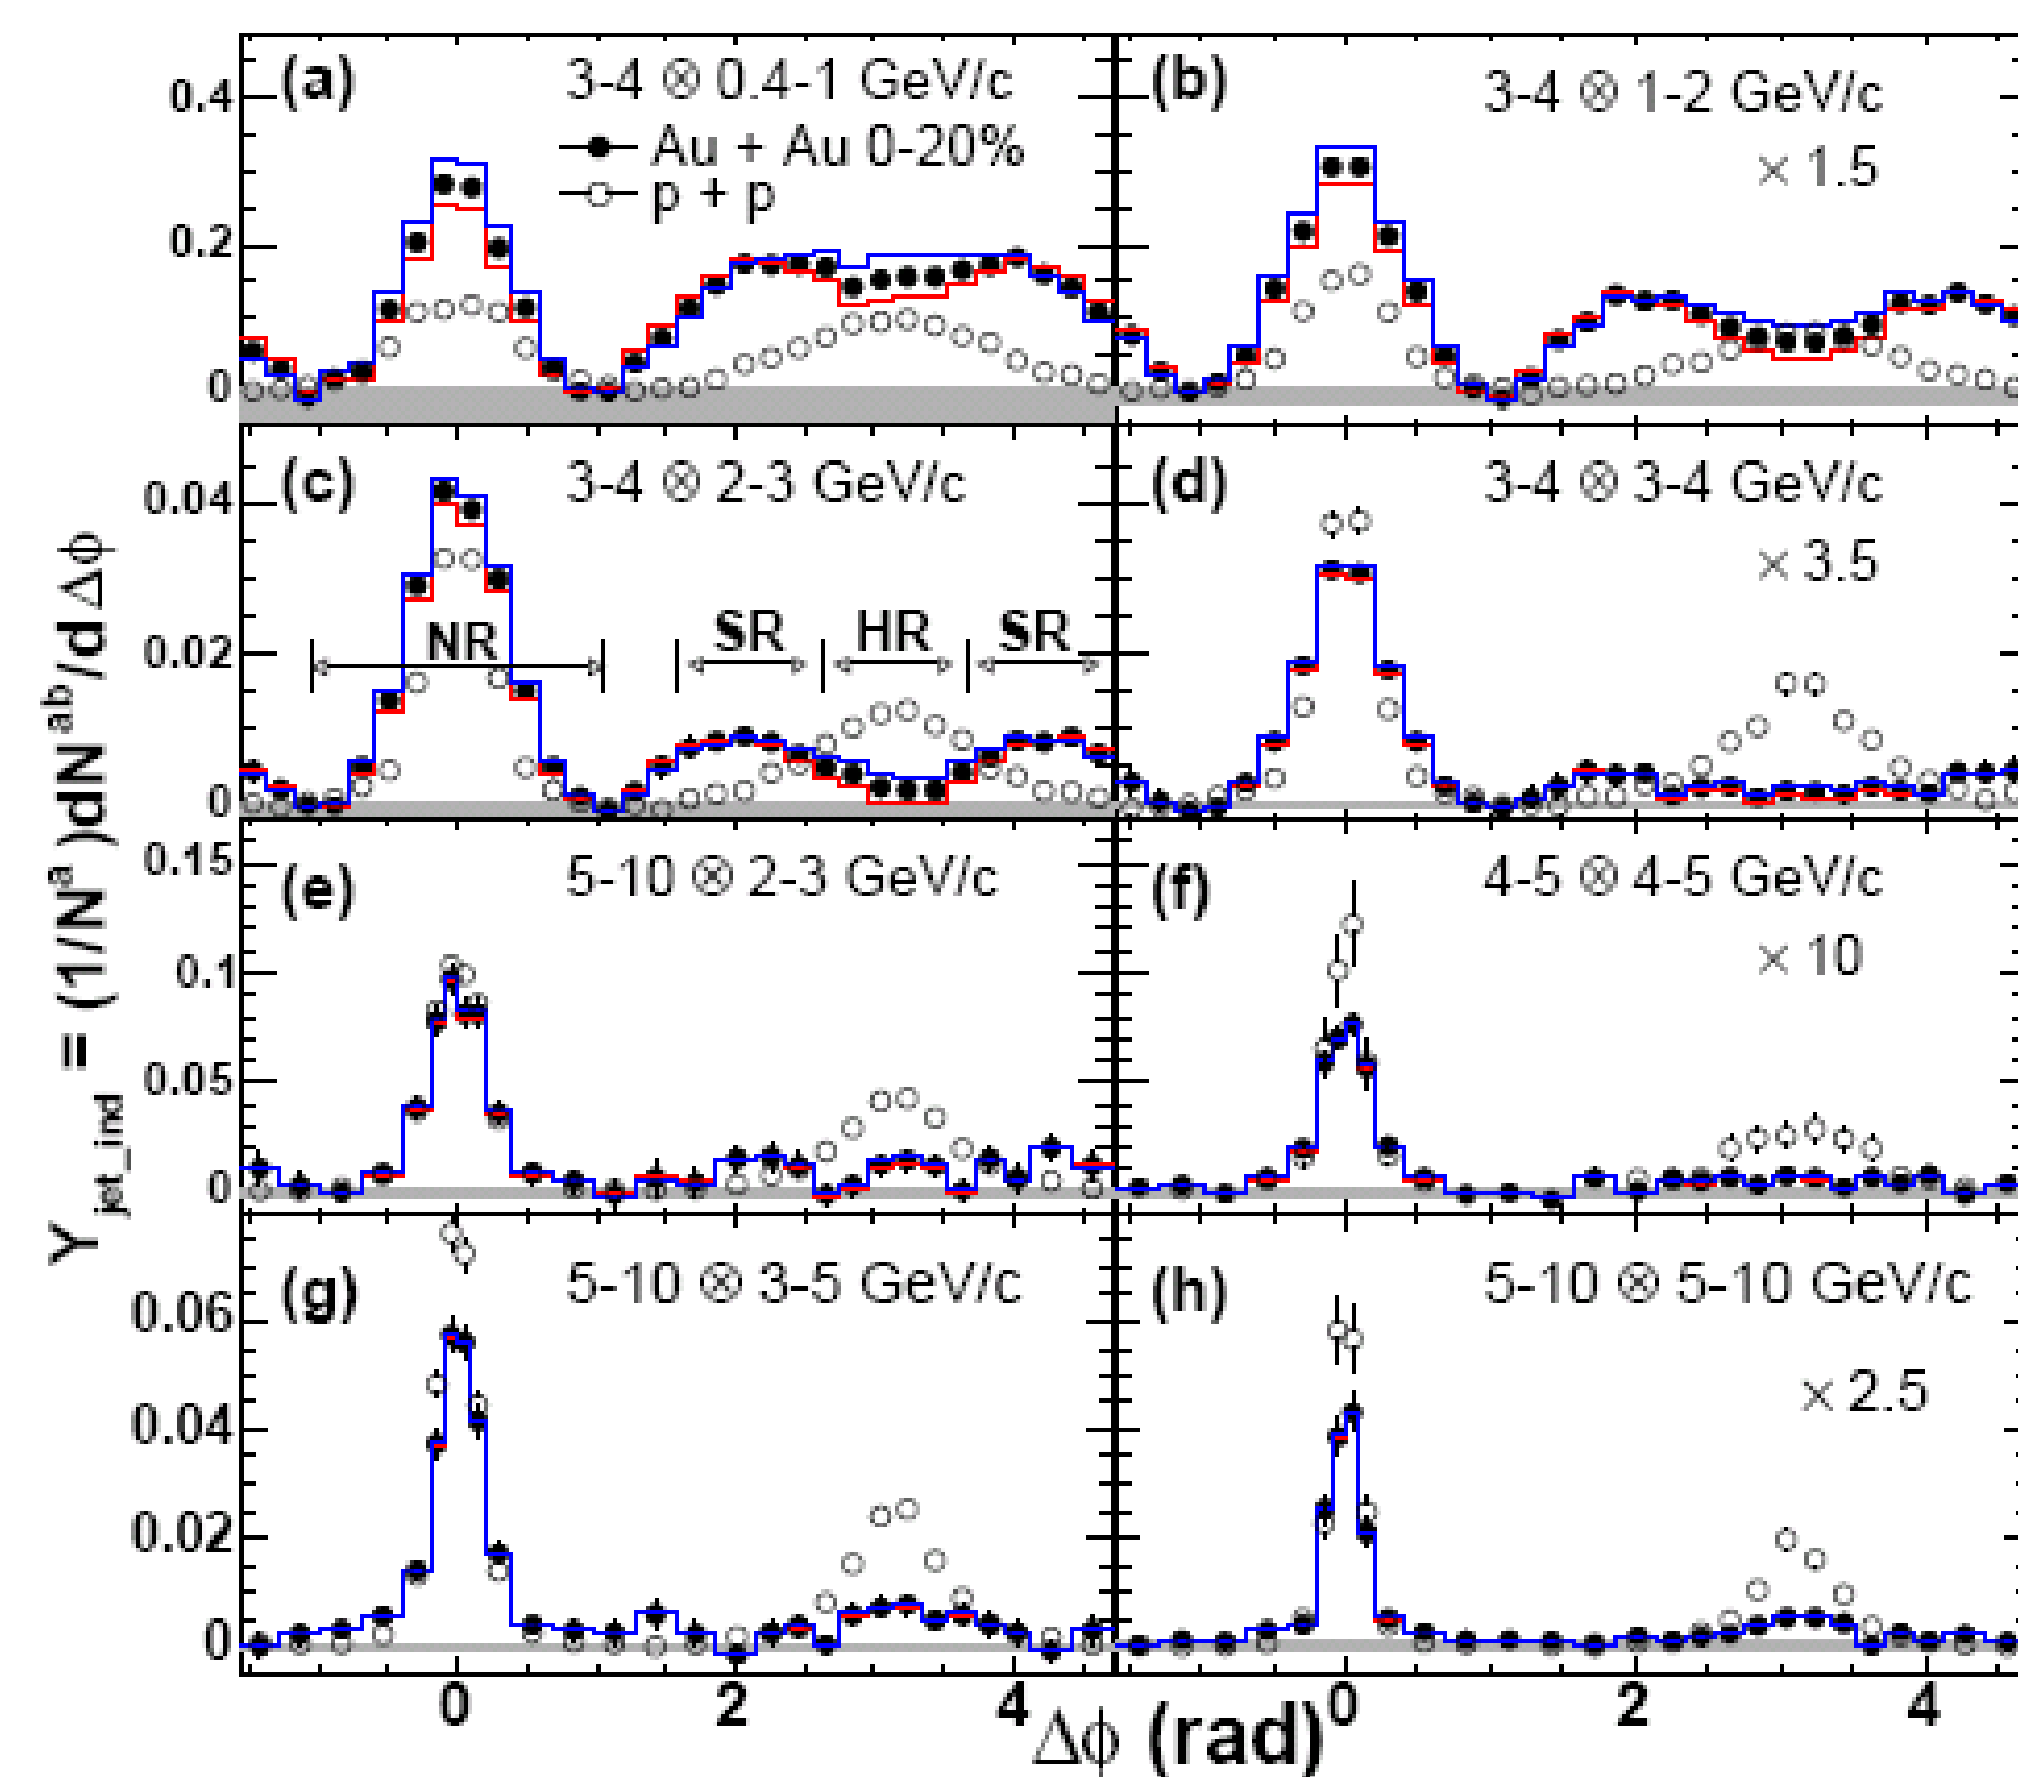 (a) 3-4 ⊗ 0.4-1 GeV/c
Au + Au 0-20%
p + p
(b) 3-4 ⊗ 1-2 GeV/c
× 1.5
0.4
0.2
0
(c) 3-4 ⊗ 2-3 GeV/c
NR SR HR SR
(d) 3-4 ⊗ 3-4 GeV/c
× 3.5
0.04
0.02
0
(e) 5-10 ⊗ 2-3 GeV/c
(f) 4-5 ⊗ 4-5 GeV/c
× 10
0.15
0.1
0.05
0
(g) 5-10 ⊗ 3-5 GeV/c
(h) 5-10 ⊗ 5-10 GeV/c
× 2.5
0.06
0.04
0.02
0
0 2 4 0 2 4
Δϕ (rad)
Y jet_ind = (1/N^a)dN^ab/d Δϕ